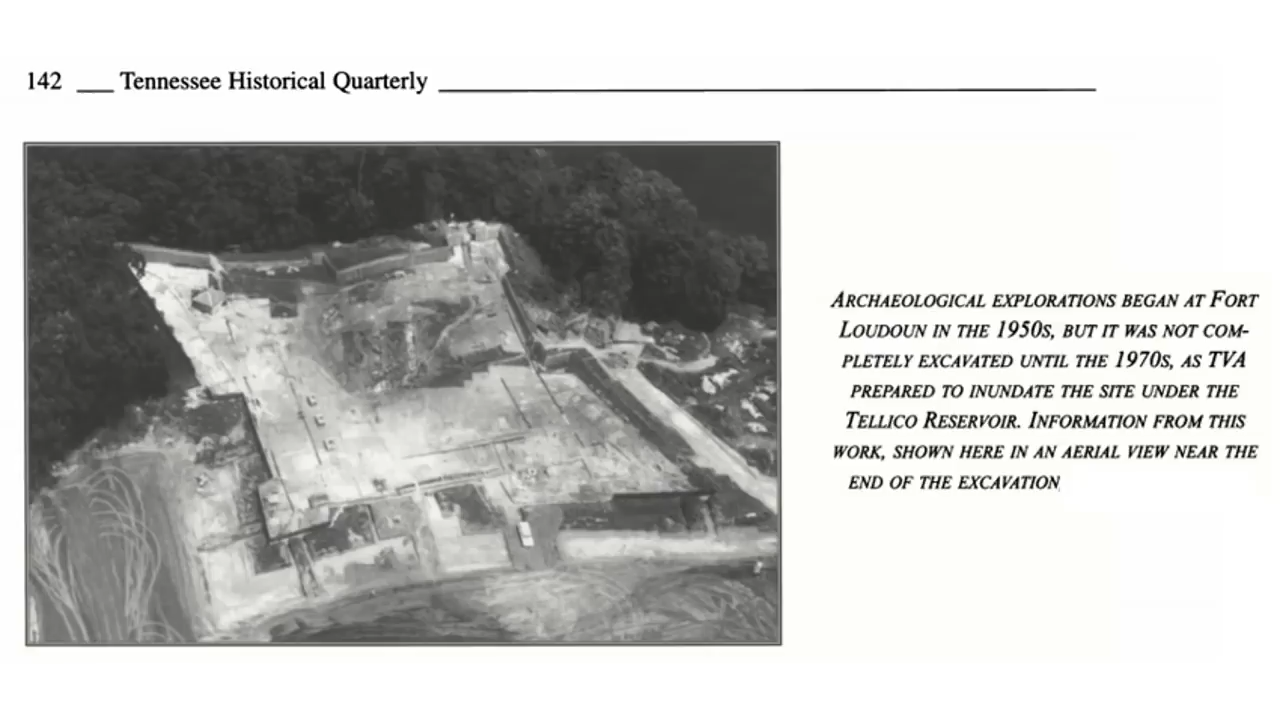 142 ___ Tennessee Historical Quarterly
ARCHAEOLOGICAL EXPLORATIONS BEGAN AT FORT
LOUDOUN IN THE 1950S, BUT IT WAS NOT COM-
PLETELY EXCAVATED UNTIL THE 1970S, AS TVA
PREPARED TO INUNDATE THE SITE UNDER THE
TELLICO RESERVOIR. INFORMATION FROM THIS
WORK, SHOWN HERE IN AN AERIAL VIEW NEAR THE
END OF THE EXCAVATION